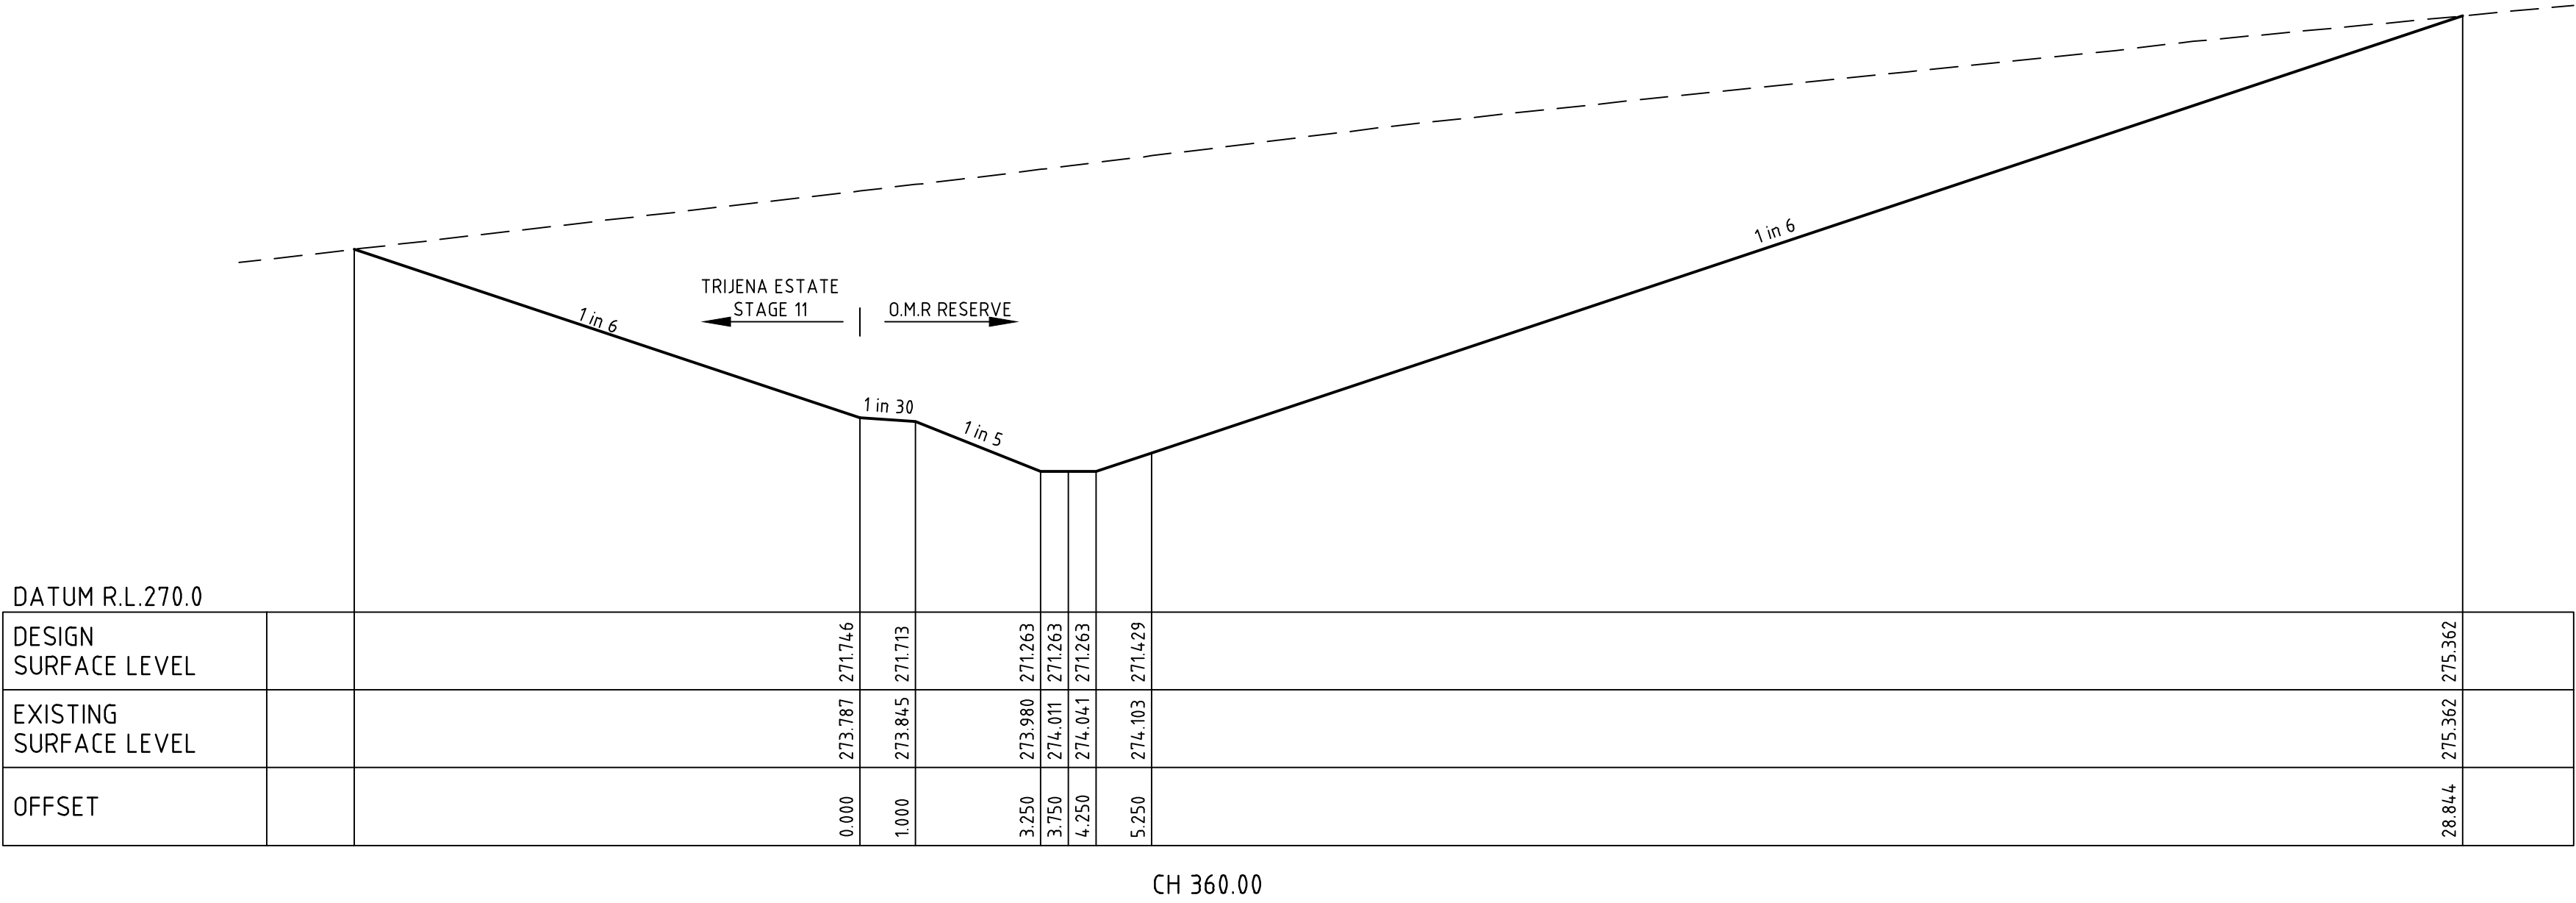 1 in 6
TRIJENA ESTATE
STAGE 11
O.M.R RESERVE
1 in 6
1 in 30
1 in 5
DATUM R.L.270.0
DESIGN
SURFACE LEVEL
271.746
271.713
271.263
271.263
271.263
271.429
275.362
EXISTING
SURFACE LEVEL
273.787
273.845
273.980
274.011
274.041
274.103
275.362
OFFSET
0.000
1.000
3.250
3.750
4.250
5.250
28.844
CH 360.00